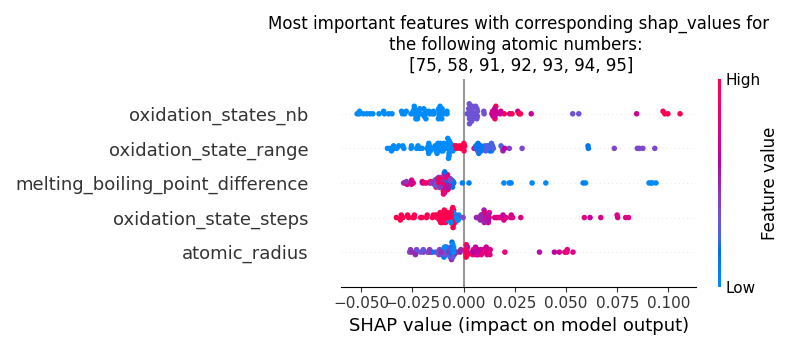 Most important features with corresponding shap_values for
the following atomic numbers:
[75, 58, 91, 92, 93, 94, 95]
High
oxidation_states_nb
oxidation_state_range
melting_boiling_point_difference
oxidation_state_steps
atomic_radius
Feature value
Low
−0.050 −0.025 0.000 0.025 0.050 0.075 0.100
SHAP value (impact on model output)